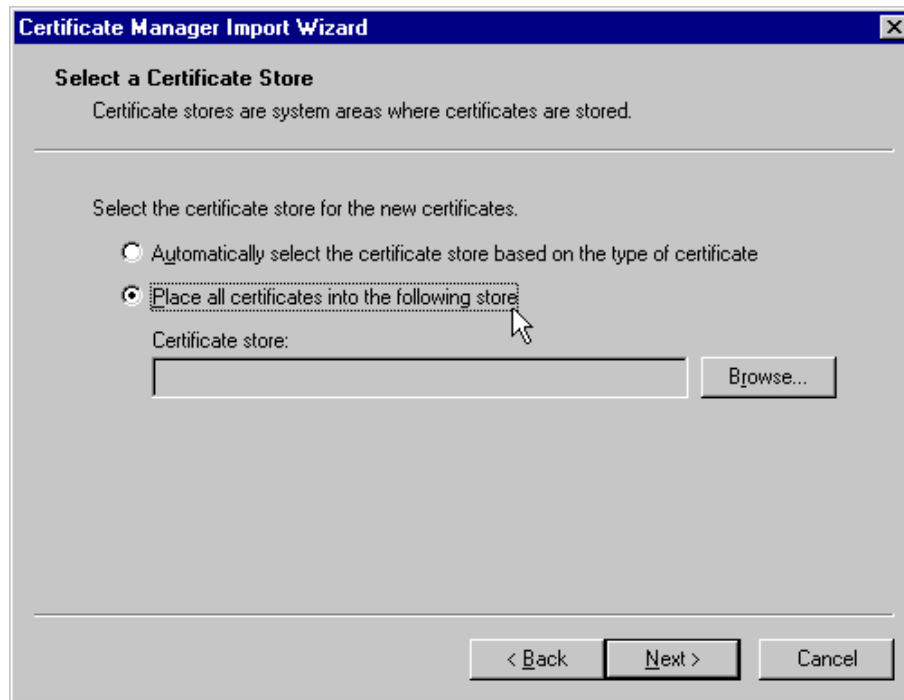 Certificate Manager Import Wizard
Select a Certificate Store
Certificate stores are system areas where certificates are stored.
Select the certificate store for the new certificates.
Automatically select the certificate store based on the type of certificate
Place all certificates into the following store
Certificate store:
Browse...
< Back Next > Cancel